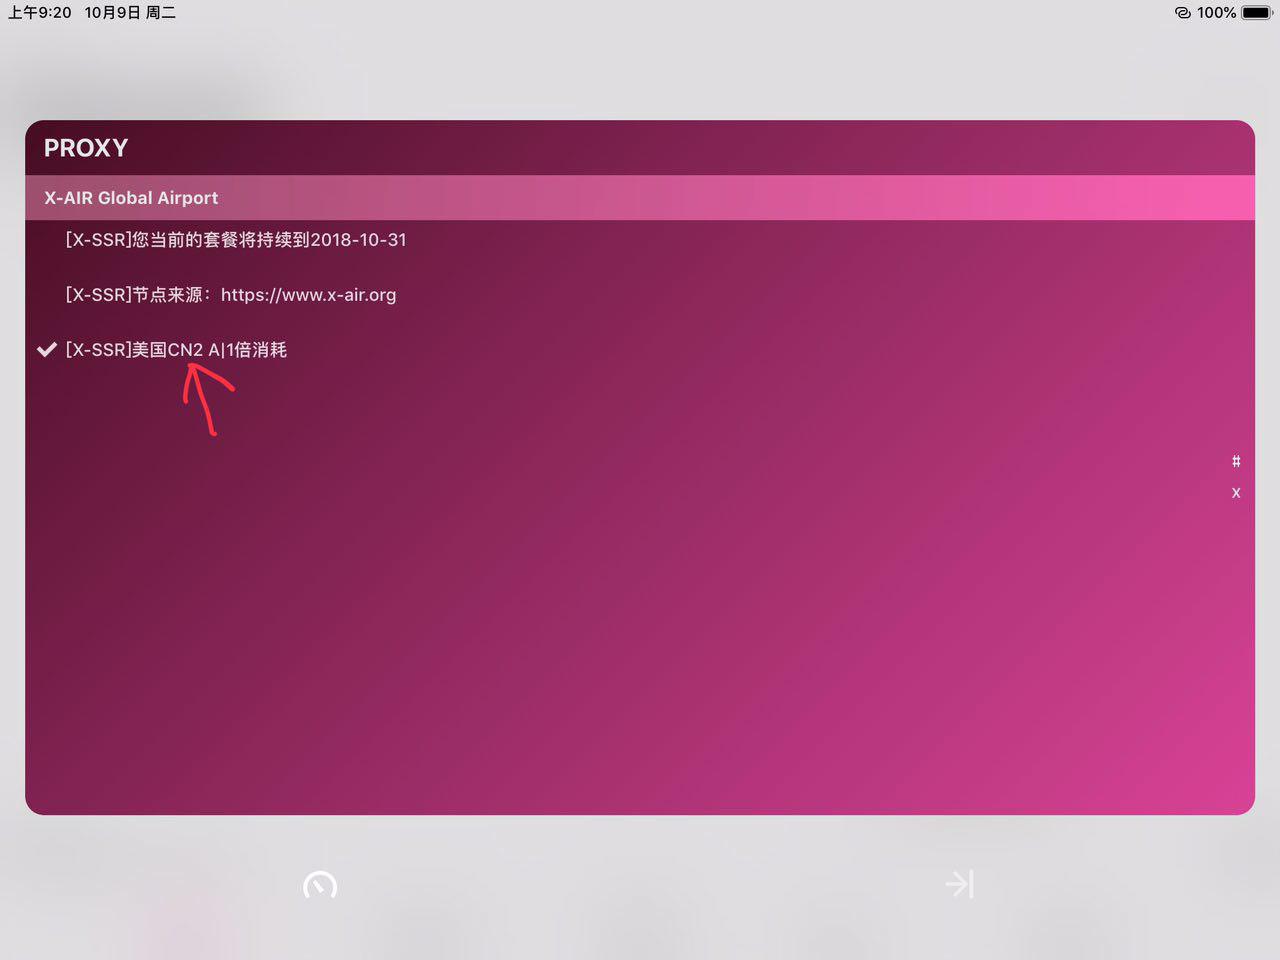 上午9:20 10月9日 周二 100%
PROXY
X-AIR Global Airport
[X-SSR]您当前的套餐将持续到2018-10-31
[X-SSR]节点来源：https://www.x-air.org
[X-SSR]美国CN2 A|1倍消耗
#
X